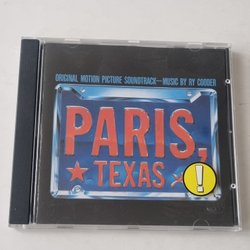 ORIGINAL MOTION PICTURE SOUNDTRACK—MUSIC BY RY COODER
PARIS,
TEXAS
!